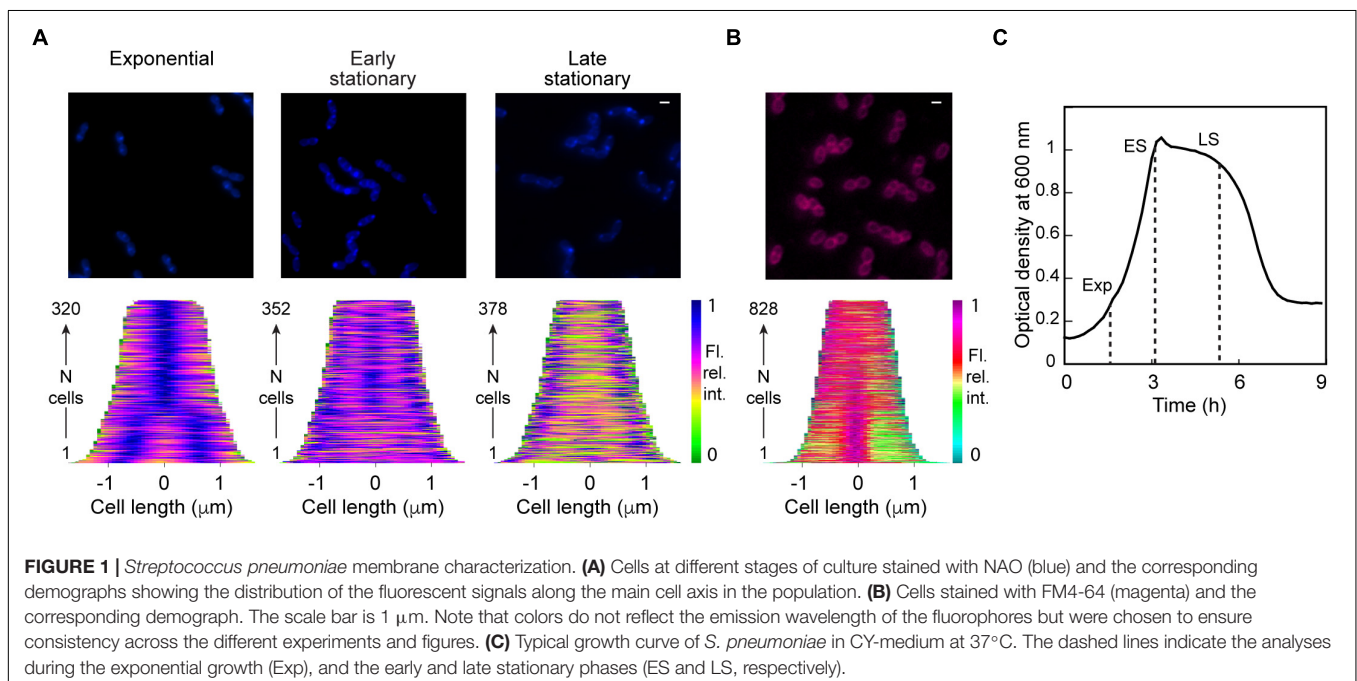 A
B
C
Exponential
Early
stationary
Late
stationary
320
N
cells
1
352
N
cells
1
378
N
cells
1
1
Fl.
rel.
int.
0
828
N
cells
1
1
Fl.
rel.
int.
0
-1 0 1
Cell length (μm)
-1 0 1
Cell length (μm)
-1 0 1
Cell length (μm)
-1 0 1
Cell length (μm)
Optical density at 600 nm
1
0.8
0.6
0.4
0.2
0
Exp
ES
LS
0 3 6 9
Time (h)
FIGURE 1 | Streptococcus pneumoniae membrane characterization. (A) Cells at different stages of culture stained with NAO (blue) and the corresponding
demographs showing the distribution of the fluorescent signals along the main cell axis in the population. (B) Cells stained with FM4-64 (magenta) and the
corresponding demograph. The scale bar is 1 μm. Note that colors do not reflect the emission wavelength of the fluorophores but were chosen to ensure
consistency across the different experiments and figures. (C) Typical growth curve of S. pneumoniae in CY-medium at 37°C. The dashed lines indicate the analyses
during the exponential growth (Exp), and the early and late stationary phases (ES and LS, respectively).